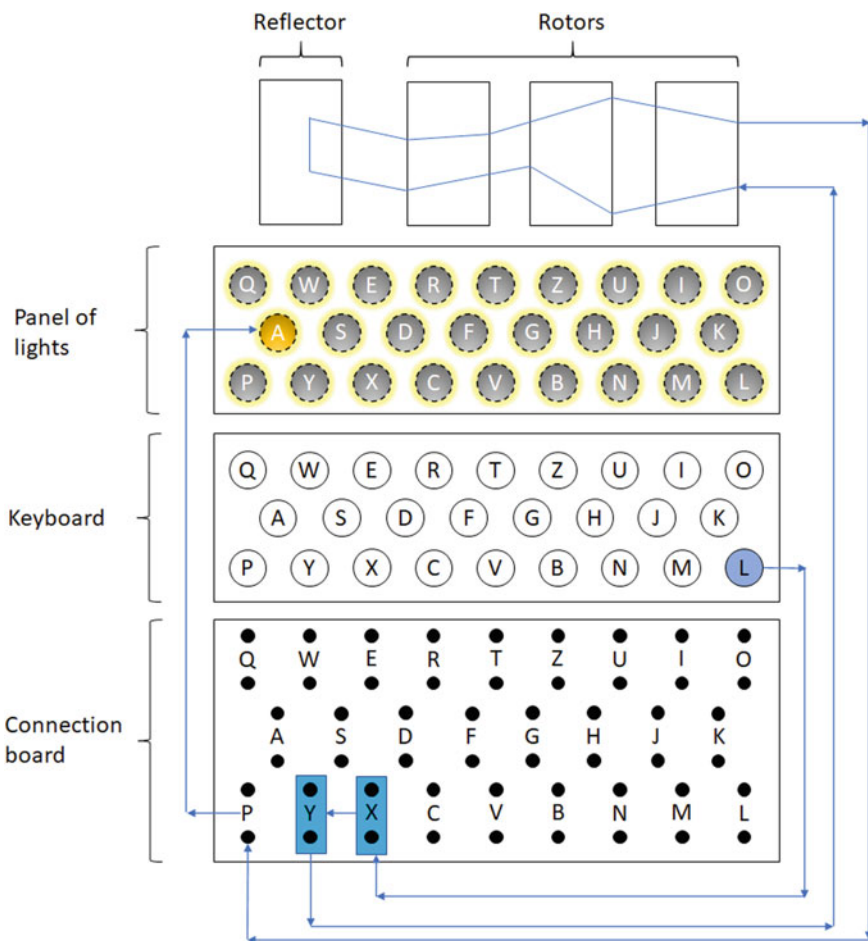 Reflector Rotors
Panel of
lights
Q W E R T Z U I O
A S D F G H J K
P Y X C V B N M L
Keyboard
Q W E R T Z U I O
A S D F G H J K
P Y X C V B N M L
Connection
board
Q W E R T Z U I O
A S D F G H J K
P Y X C V B N M L